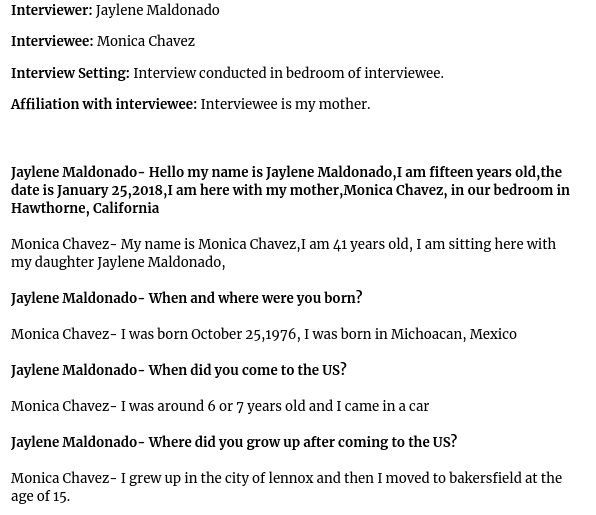 Interviewer: Jaylene Maldonado
Interviewee: Monica Chavez
Interview Setting: Interview conducted in bedroom of interviewee.
Affiliation with interviewee: Interviewee is my mother.
Jaylene Maldonado- Hello my name is Jaylene Maldonado,I am fifteen years old,the
date is January 25,2018,I am here with my mother,Monica Chavez, in our bedroom in
Hawthorne, California
Monica Chavez- My name is Monica Chavez,I am 41 years old, I am sitting here with
my daughter Jaylene Maldonado,
Jaylene Maldonado- When and where were you born?
Monica Chavez- I was born October 25,1976, I was born in Michoacan, Mexico
Jaylene Maldonado- When did you come to the US?
Monica Chavez- I was around 6 or 7 years old and I came in a car
Jaylene Maldonado- Where did you grow up after coming to the US?
Monica Chavez- I grew up in the city of lennox and then I moved to bakersfield at the
age of 15.